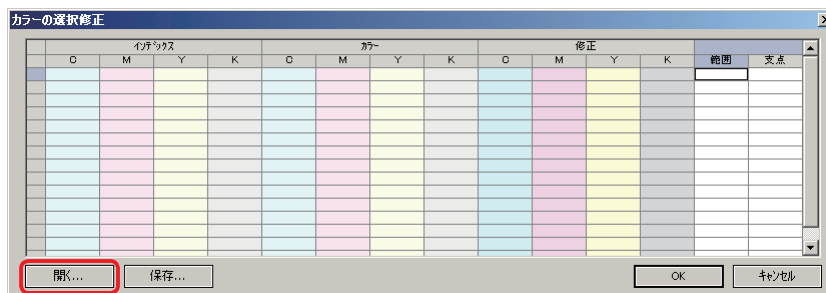 カラーの選択修正
インデックス カラー 修正
C M Y K C M Y K C M Y K 範囲 支点
開く... 保存... OK キャンセル